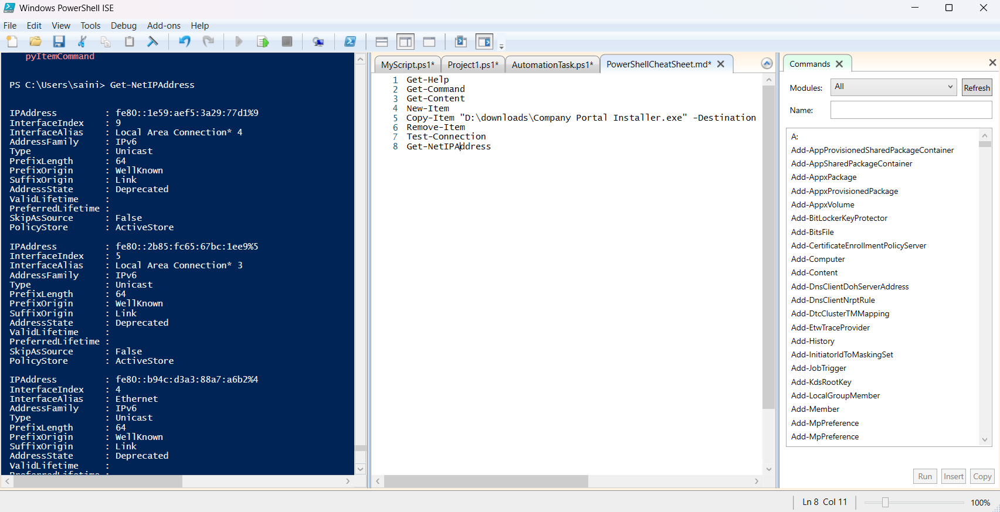 Windows PowerShell ISE
File Edit View Tools Debug Add-ons Help
pyItemCommand
PS C:\Users\saini> Get-NetIPAddress
IPAddress : fe80::1e59:aef5:3a29:77d1%9
InterfaceIndex : 9
InterfaceAlias : Local Area Connection* 4
AddressFamily : IPv6
Type : Unicast
PrefixLength : 64
PrefixOrigin : WellKnown
SuffixOrigin : Link
AddressState : Deprecated
ValidLifetime :
PreferredLifetime :
SkipAsSource : False
PolicyStore : ActiveStore
IPAddress : fe80::2b85:fc65:67bc:1ee9%5
InterfaceIndex : 5
InterfaceAlias : Local Area Connection* 3
AddressFamily : IPv6
Type : Unicast
PrefixLength : 64
PrefixOrigin : WellKnown
SuffixOrigin : Link
AddressState : Deprecated
ValidLifetime :
PreferredLifetime :
SkipAsSource : False
PolicyStore : ActiveStore
IPAddress : fe80::b94c:d3a3:88a7:a6b2%4
InterfaceIndex : 4
InterfaceAlias : Ethernet
AddressFamily : IPv6
Type : Unicast
PrefixLength : 64
PrefixOrigin : WellKnown
SuffixOrigin : Link
AddressState : Deprecated
ValidLifetime :
PreferredLifetime :
MyScript.ps1* Project1.ps1* AutomationTask.ps1* PowerShellCheatSheet.md*
1 Get-Help
2 Get-Command
3 Get-Content
4 New-Item
5 Copy-Item "D:\downloads\Company Portal Installer.exe" -Destination
6 Remove-Item
7 Test-Connection
8 Get-NetIPAddress
Commands
Modules: All Refresh
Name:
A:
Add-AppProvisionedSharedPackageContainer
Add-AppSharedPackageContainer
Add-AppxPackage
Add-AppxProvisionedPackage
Add-AppxVolume
Add-BitLockerKeyProtector
Add-BitsFile
Add-CertificateEnrollmentPolicyServer
Add-Computer
Add-Content
Add-DnsClientDohServerAddress
Add-DnsClientNrptRule
Add-DtcClusterTMMapping
Add-EtwTraceProvider
Add-History
Add-InitiatorIdToMaskingSet
Add-JobTrigger
Add-KdsRootKey
Add-LocalGroupMember
Add-Member
Add-MpPreference
Add-MpPreference
Run Insert Copy
Ln 8 Col 11 100%